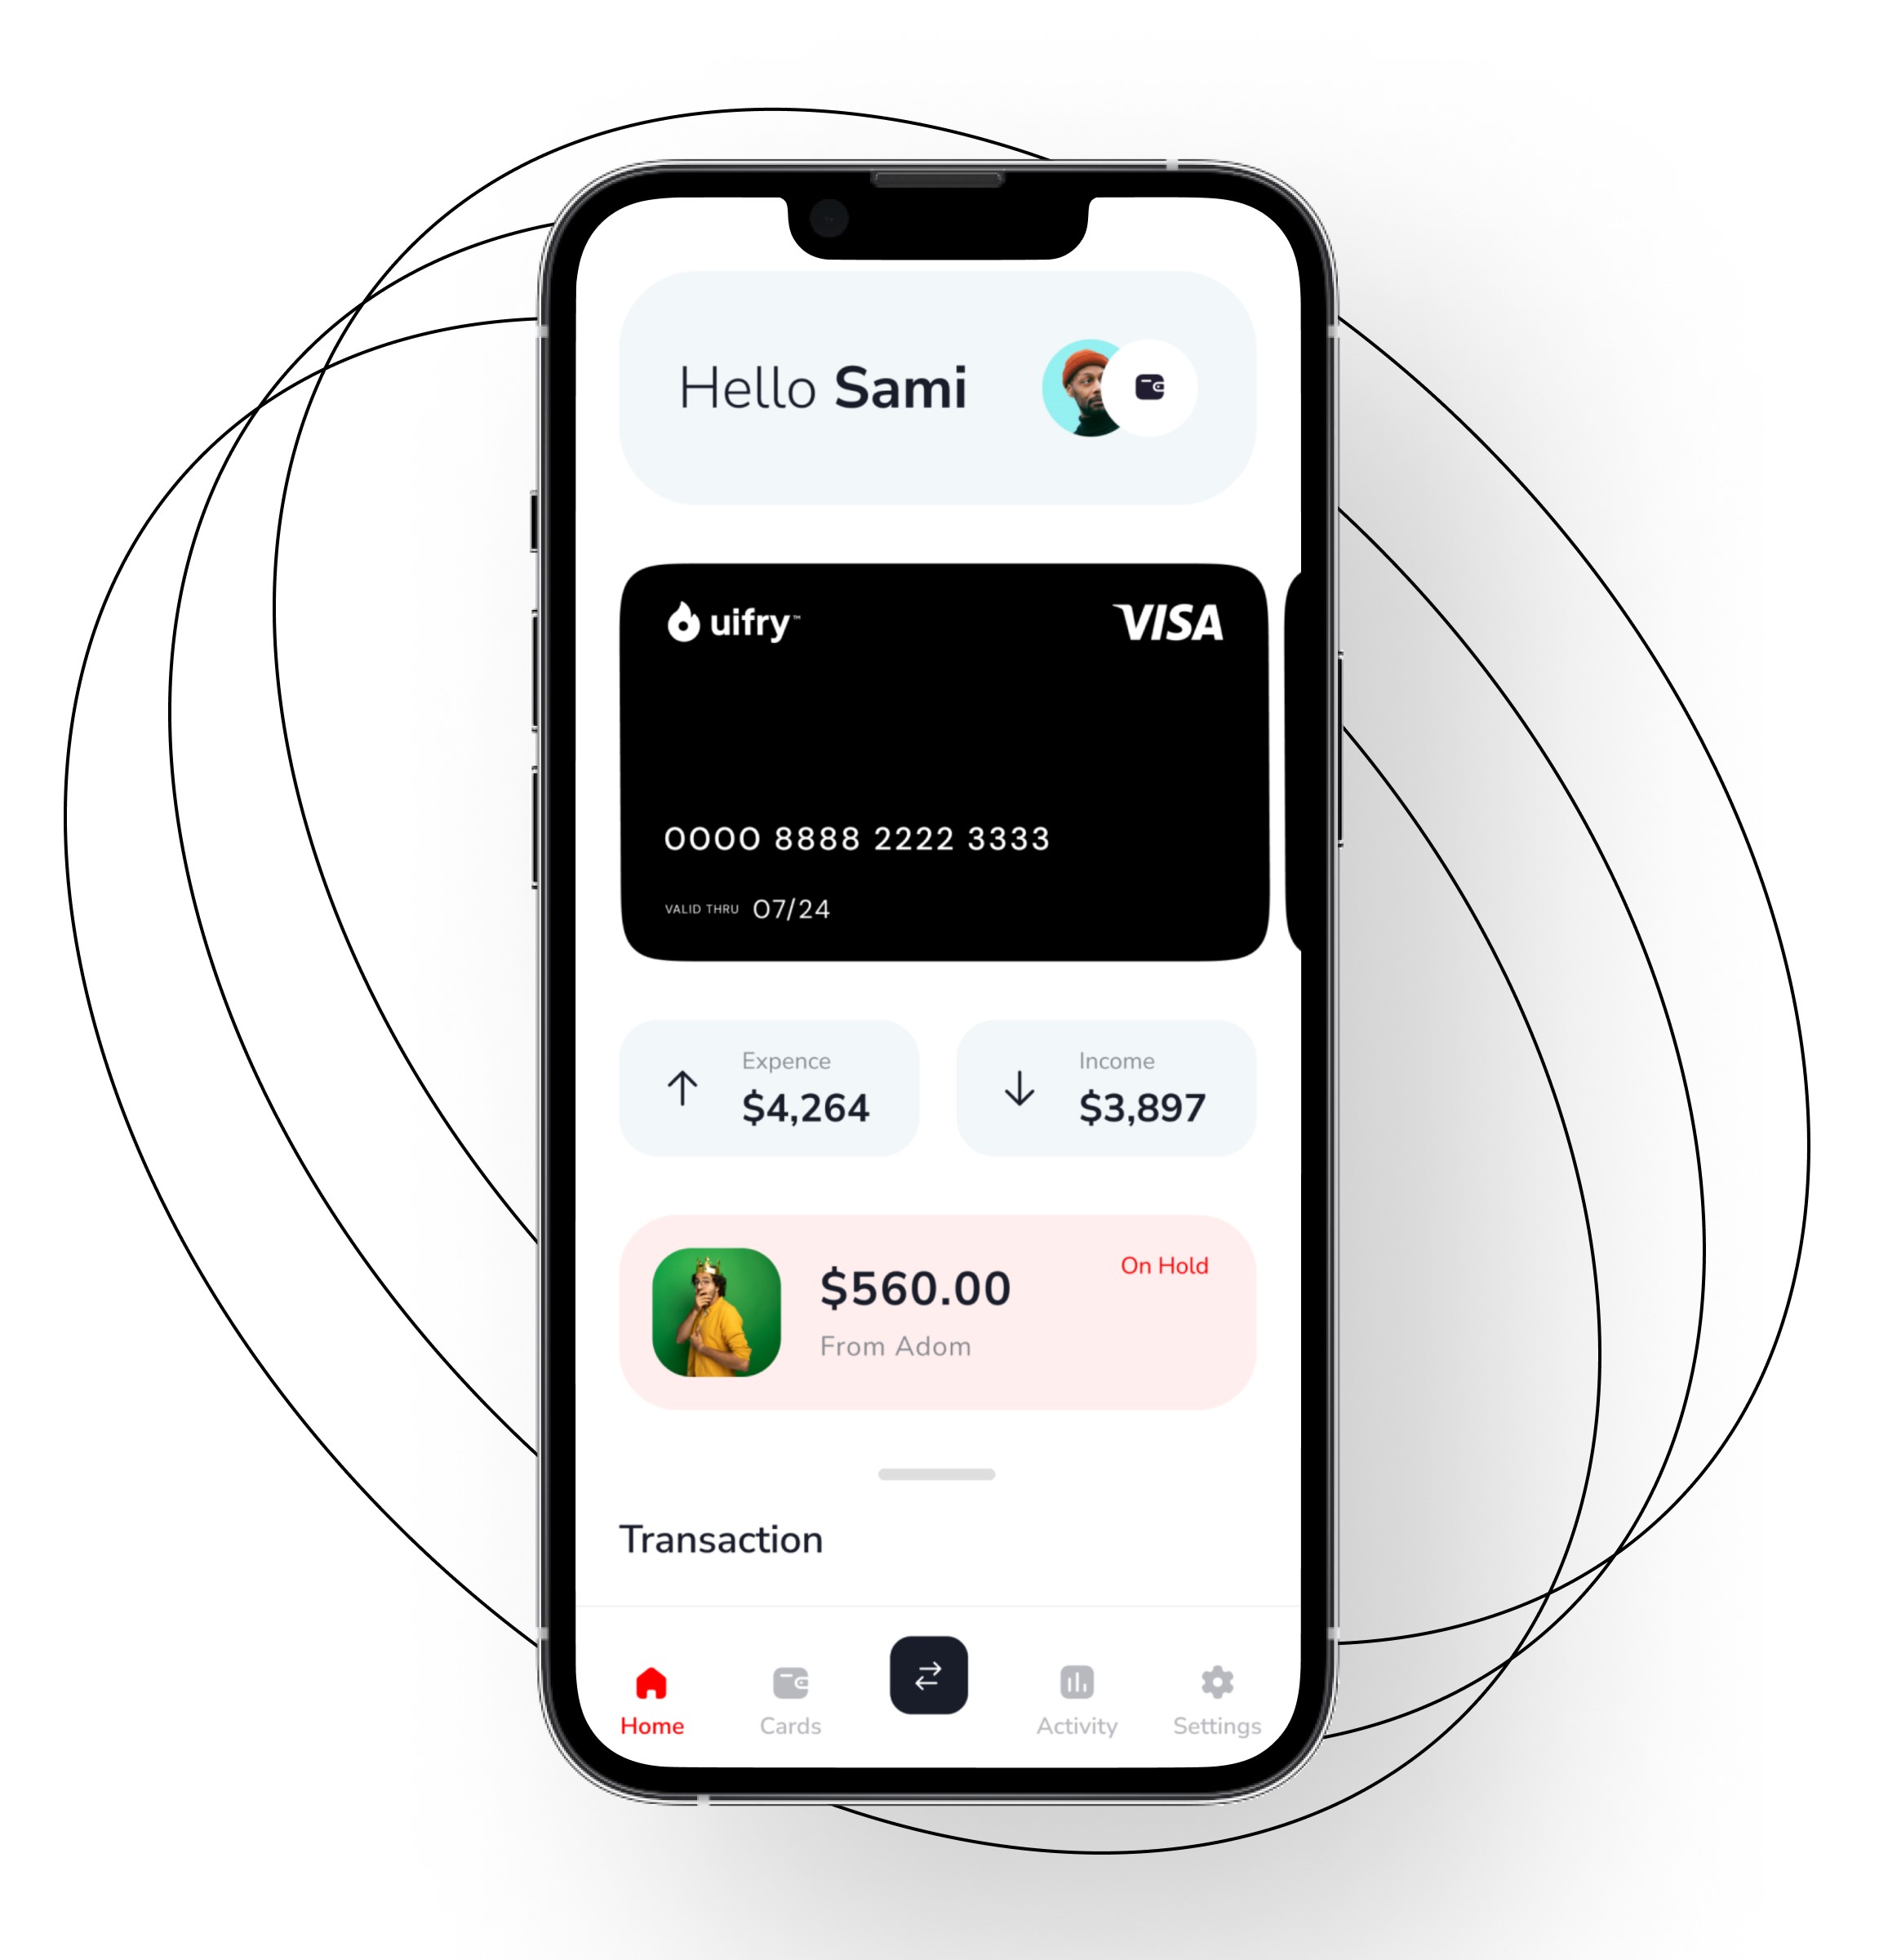 Hello Sami
uifry™
VISA
0000 8888 2222 3333
VALID THRU 07/24
Expence
$4,264
Income
$3,897
On Hold
$560.00
From Adom
Transaction
Home
Cards
Activity
Settings